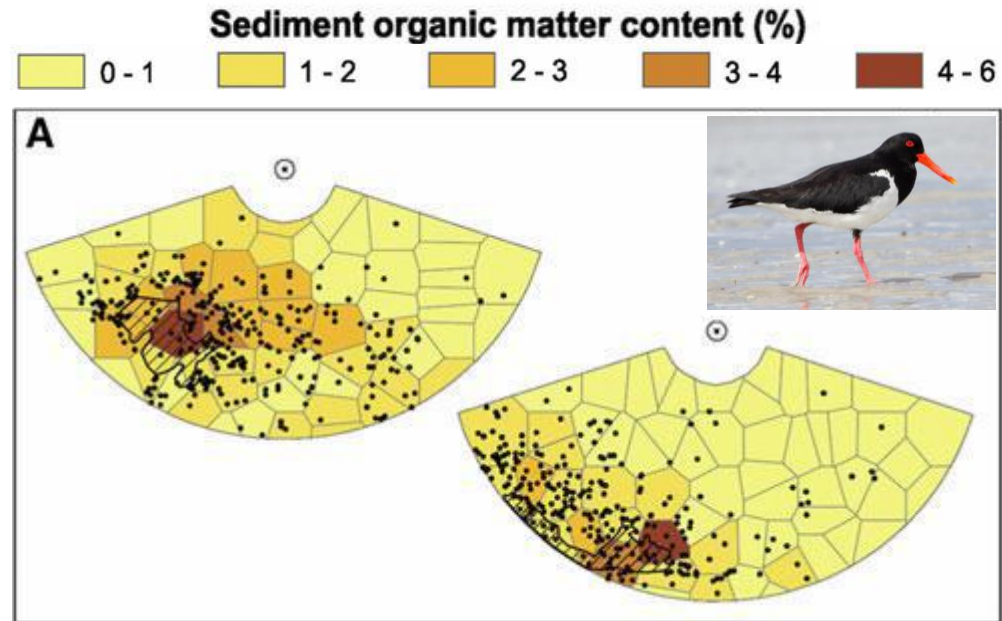 Sediment organic matter content (%)
0 - 1 1 - 2 2 - 3 3 - 4 4 - 6
A